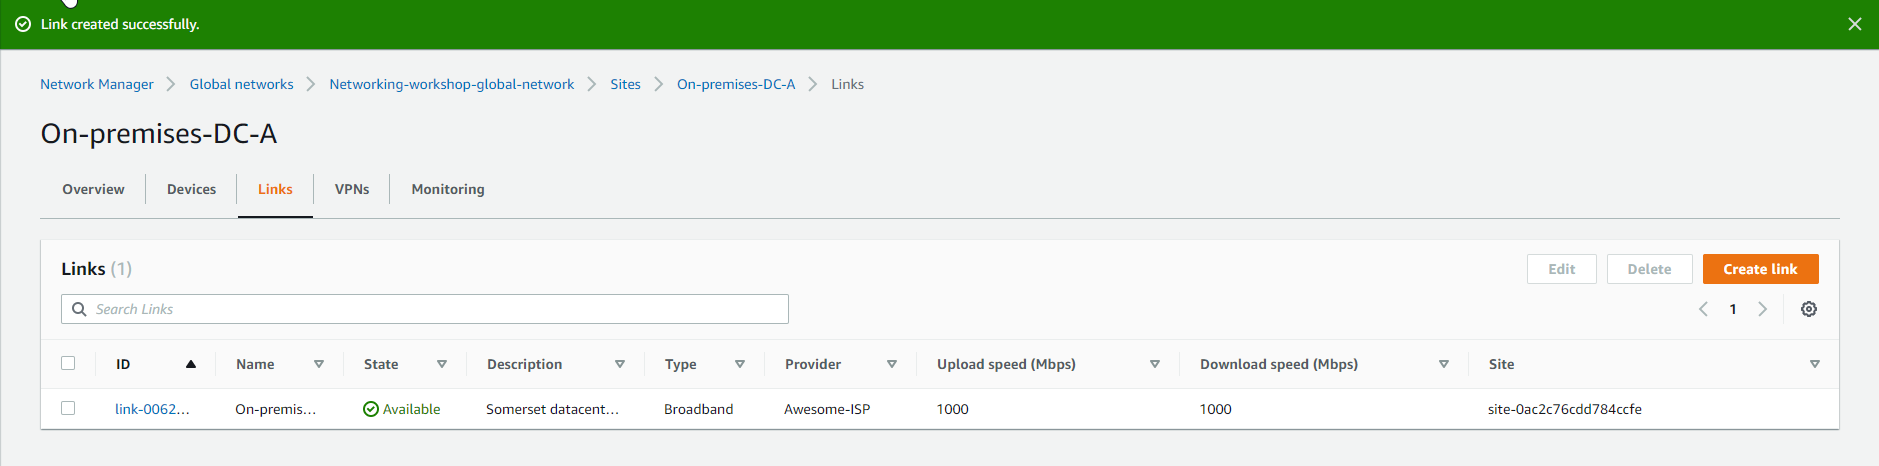 Link created successfully.
Network Manager Global networks Networking-workshop-global-network Sites On-premises-DC-A Links
On-premises-DC-A
Overview Devices Links VPNs Monitoring
Links (1) Edit Delete Create link
Search Links 1
ID Name State Description Type Provider Upload speed (Mbps) Download speed (Mbps) Site
link-0062... On-premis... Available Somerset datacent... Broadband Awesome-ISP 1000 1000 site-0ac2c76cdd784ccfe